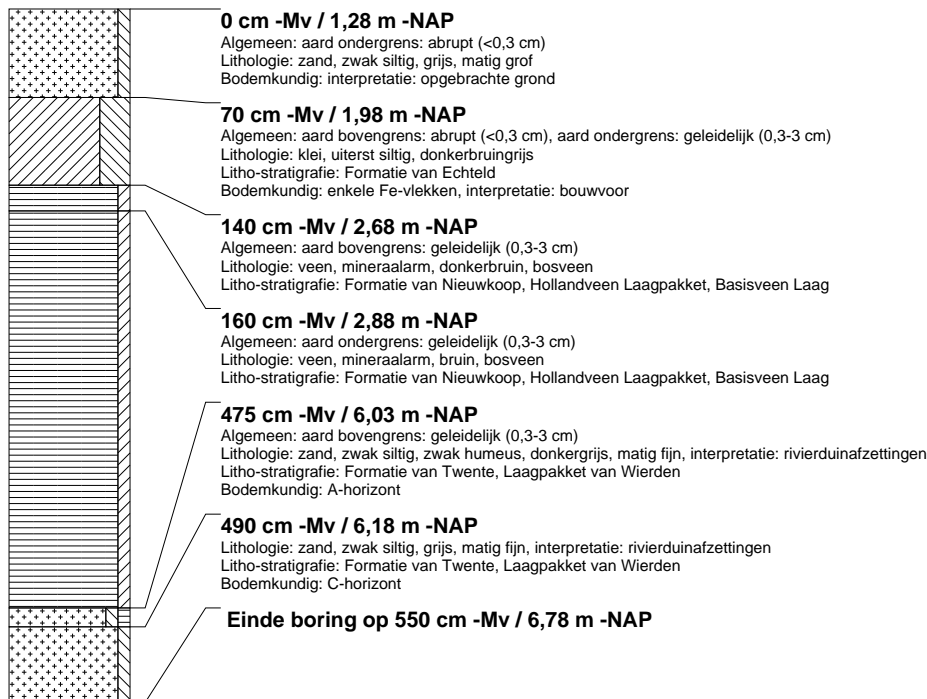 0 cm -Mv / 1,28 m -NAP
Algemeen: aard ondergrens: abrupt (<0,3 cm)
Lithologie: zand, zwak siltig, grijs, matig grof
Bodemkundig: interpretatie: opgebrachte grond
70 cm -Mv / 1,98 m -NAP
Algemeen: aard bovengrens: abrupt (<0,3 cm), aard ondergrens: geleidelijk (0,3-3 cm)
Lithologie: klei, uiterst siltig, donkerbruingrijs
Litho-stratigrafie: Formatie van Echteld
Bodemkundig: enkele Fe-vlekken, interpretatie: bouwvoor
140 cm -Mv / 2,68 m -NAP
Algemeen: aard bovengrens: geleidelijk (0,3-3 cm)
Lithologie: veen, mineraalarm, donkerbruin, bosveen
Litho-stratigrafie: Formatie van Nieuwkoop, Hollandveen Laagpakket, Basisveen Laag
160 cm -Mv / 2,88 m -NAP
Algemeen: aard ondergrens: geleidelijk (0,3-3 cm)
Lithologie: veen, mineraalarm, bruin, bosveen
Litho-stratigrafie: Formatie van Nieuwkoop, Hollandveen Laagpakket, Basisveen Laag
475 cm -Mv / 6,03 m -NAP
Algemeen: aard bovengrens: geleidelijk (0,3-3 cm)
Lithologie: zand, zwak siltig, zwak humeus, donkergrijs, matig fijn, interpretatie: rivierduinafzettingen
Litho-stratigrafie: Formatie van Twente, Laagpakket van Wierden
Bodemkundig: A-horizont
490 cm -Mv / 6,18 m -NAP
Lithologie: zand, zwak siltig, grijs, matig fijn, interpretatie: rivierduinafzettingen
Litho-stratigrafie: Formatie van Twente, Laagpakket van Wierden
Bodemkundig: C-horizont
Einde boring op 550 cm -Mv / 6,78 m -NAP